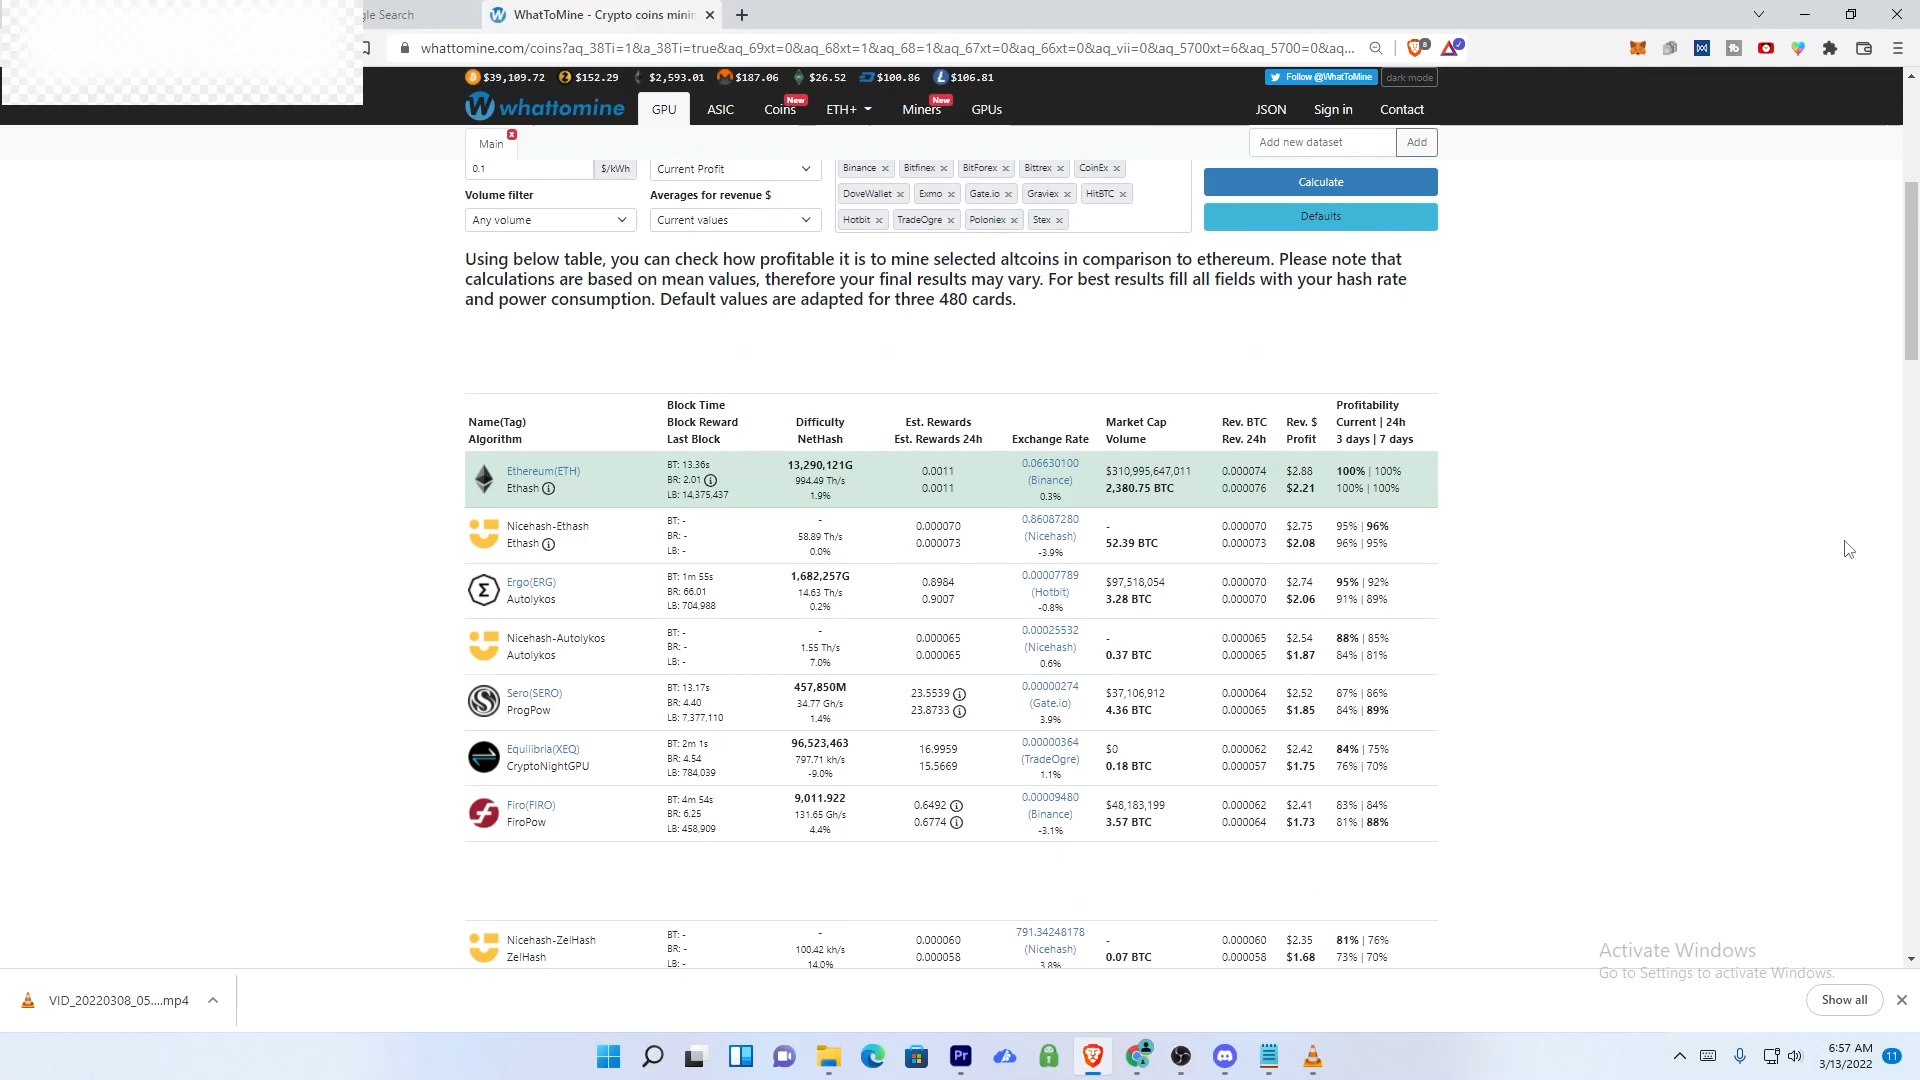 gle Search
WhatToMine - Crypto coins minin
whattomine.com/coins?aq_38Ti=1&a_38Ti=true&aq_69xt=0&aq_68xt=1&aq_68=1&aq_67xt=0&aq_66xt=0&aq_vii=0&aq_5700xt=6&aq_5700=0&aq...
8
$39,109.72 $152.29 $2,593.01 $187.06 $26.52 $100.86 $106.81
Follow @WhatToMine dark mode
whattomine GPU ASIC Coins New ETH+ Miners New GPUs JSON Sign in Contact
Main x Add new dataset Add
0.1 $/kWh Current Profit Binance × Bitfinex × BitForex × Bittrex × CoinEx × Calculate
Volume filter Averages for revenue $ DoveWallet × Exmo × Gate.io × Graviex × HitBTC ×
Any volume Current values Hotbit × TradeOgre × Poloniex × Stex × Defaults
Using below table, you can check how profitable it is to mine selected altcoins in comparison to ethereum. Please note that
calculations are based on mean values, therefore your final results may vary. For best results fill all fields with your hash rate
and power consumption. Default values are adapted for three 480 cards.
Block Time Profitability
Name(Tag) Block Reward Difficulty Est. Rewards Market Cap Rev. BTC Rev. $ Current | 24h
Algorithm Last Block NetHash Est. Rewards 24h Exchange Rate Volume Rev. 24h Profit 3 days | 7 days
BT: 13.36s 13,290,121G 0.06630100
Ethereum(ETH) BR: 2.01 994.49 Th/s 0.0011 (Binance) $310,995,647,011 0.000074 $2.88 100% | 100%
Ethash LB: 14,375,437 1.9% 0.0011 0.3% 2,380.75 BTC 0.000076 $2.21 100% | 100%
BT: - - 0.86087280
Nicehash-Ethash BR: - 58.89 Th/s 0.000070 (Nicehash) - 0.000070 $2.75 95% | 96%
Ethash LB: - 0.0% 0.000073 -3.9% 52.39 BTC 0.000073 $2.08 96% | 95%
BT: 1m 55s 1,682,257G 0.00007789
Ergo(ERG) BR: 66.01 14.63 Th/s 0.8984 (Hotbit) $97,518,054 0.000070 $2.74 95% | 92%
Autolykos LB: 704,988 0.2% 0.9007 -0.8% 3.28 BTC 0.000070 $2.06 91% | 89%
BT: - - 0.00025532
Nicehash-Autolykos BR: - 1.55 Th/s 0.000065 (Nicehash) - 0.000065 $2.54 88% | 85%
Autolykos LB: - 7.0% 0.000065 0.6% 0.37 BTC 0.000065 $1.87 84% | 81%
BT: 13.17s 457,850M 0.00000274
Sero(SERO) BR: 4.40 34.77 Gh/s 23.5539 (Gate.io) $37,106,912 0.000064 $2.52 87% | 86%
ProgPow LB: 7,377,110 1.4% 23.8733 3.9% 4.36 BTC 0.000065 $1.85 84% | 89%
BT: 2m 1s 96,523,463 0.00000364
Equilibria(XEQ) BR: 4.54 797.71 kh/s 16.9959 (TradeOgre) $0 0.000062 $2.42 84% | 75%
CryptoNightGPU LB: 784,039 -9.0% 15.5669 1.1% 0.18 BTC 0.000057 $1.75 76% | 70%
BT: 4m 54s 9,011.922 0.00009480
Firo(FIRO) BR: 6.25 131.65 Gh/s 0.6492 (Binance) $48,183,199 0.000062 $2.41 83% | 84%
FiroPow LB: 458,909 4.4% 0.6774 -3.1% 3.57 BTC 0.000064 $1.73 81% | 88%
BT: - - 791.34248178
Nicehash-ZelHash BR: - 100.42 kh/s 0.000060 (Nicehash) - 0.000060 $2.35 81% | 76%
ZelHash LB: - 14.0% 0.000058 3.8% 0.07 BTC 0.000058 $1.68 73% | 70%
Activate Windows
Go to Settings to activate Windows.
VID_20220308_05....mp4 Show all
Pr 6:57 AM
3/13/2022 11